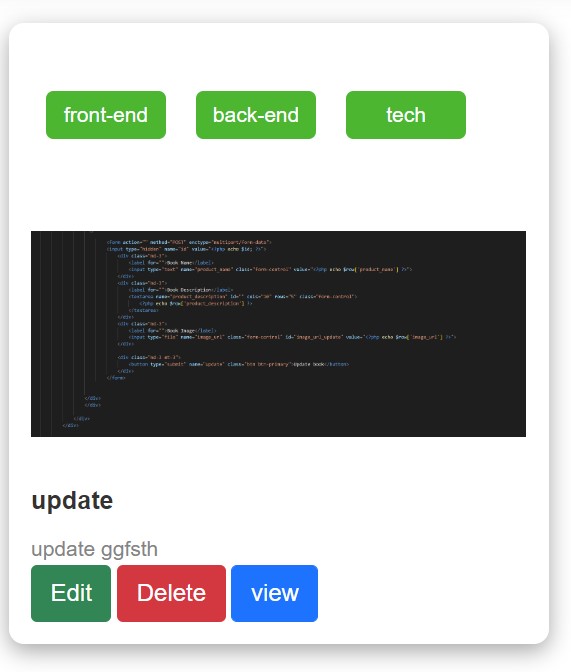 front-end
back-end
tech
<form action="" method="POST" enctype="multipart/form-data">
<input type="hidden" name="id" value="<?php echo $id; ?>">
<div class="md-3">
<label for="">Book Name</label>
<input type="text" name="product_name" class="form-control" value="<?php echo $row['product_name'] ?>">
</div>
<div class="md-3">
<label for="">Book Description</label>
<textarea name="product_description" id="" cols="30" rows="5" class="form-control">
<?php echo $row['product_description'] ?>
</textarea>
</div>
<div class="md-3">
<label for="">Book Image</label>
<input type="file" name="image_url" class="form-control" id="image_url_update" value="<?php echo $row['image_url'] ?>">
</div>
<div class="md-3 mt-3">
<button type="submit" name="update" class="btn btn-primary">Update book</button>
</div>
</form>
</div>
</div>
</div>
</div>
update
update ggfsth
Edit
Delete
view